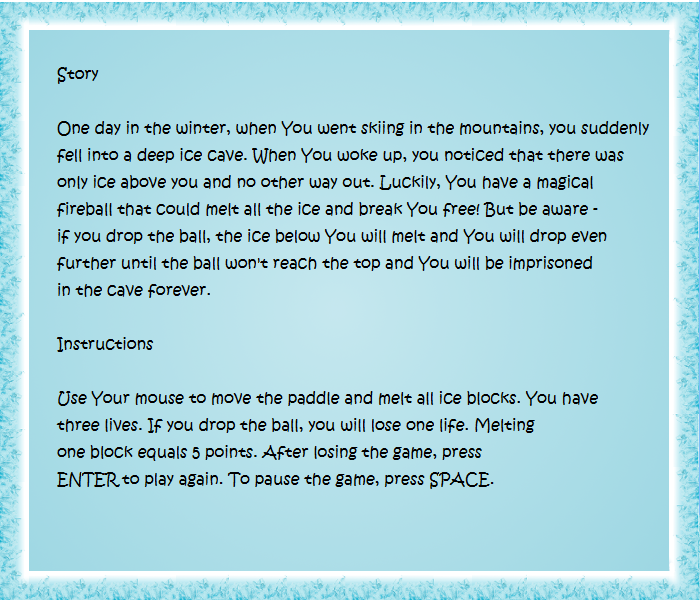 Story
One day in the winter, when You went skiing in the mountains, you suddenly
fell into a deep ice cave. When You woke up, you noticed that there was
only ice above you and no other way out. Luckily, You have a magical
fireball that could melt all the ice and break You free! But be aware -
if you drop the ball, the ice below You will melt and You will drop even
further until the ball won't reach the top and You will be imprisoned
in the cave forever.
Instructions
Use Your mouse to move the paddle and melt all ice blocks. You have
three lives. If you drop the ball, you will lose one life. Melting
one block equals 5 points. After losing the game, press
ENTER to play again. To pause the game, press SPACE.